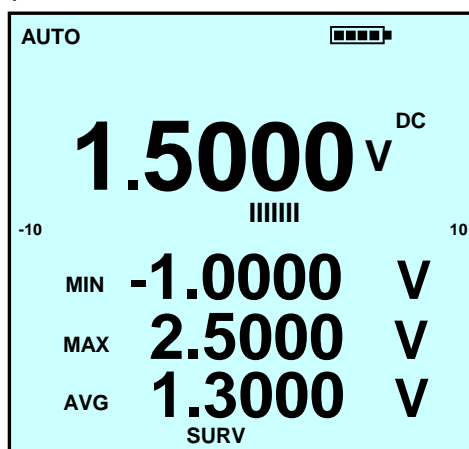 AUTO
1.5000 V DC
-10 10
MIN -1.0000 V
MAX 2.5000 V
AVG 1.3000 V
SURV